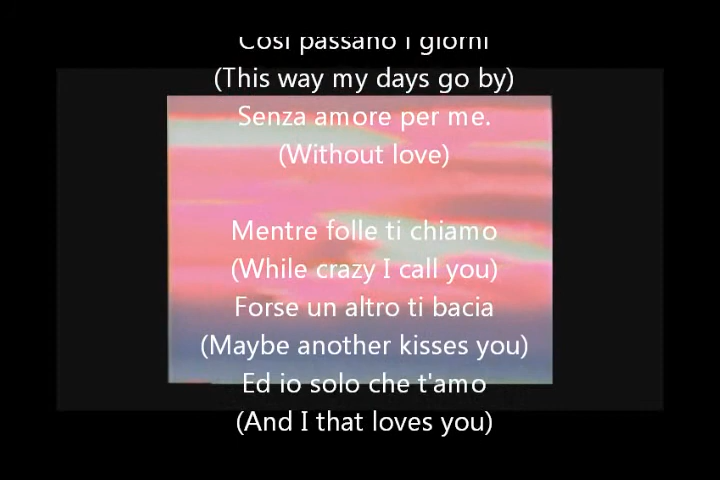 Così passano i giorni
(This way my days go by)
Senza amore per me.
(Without love)
Mentre folle ti chiamo
(While crazy I call you)
Forse un altro ti bacia
(Maybe another kisses you)
Ed io solo che t'amo
(And I that loves you)